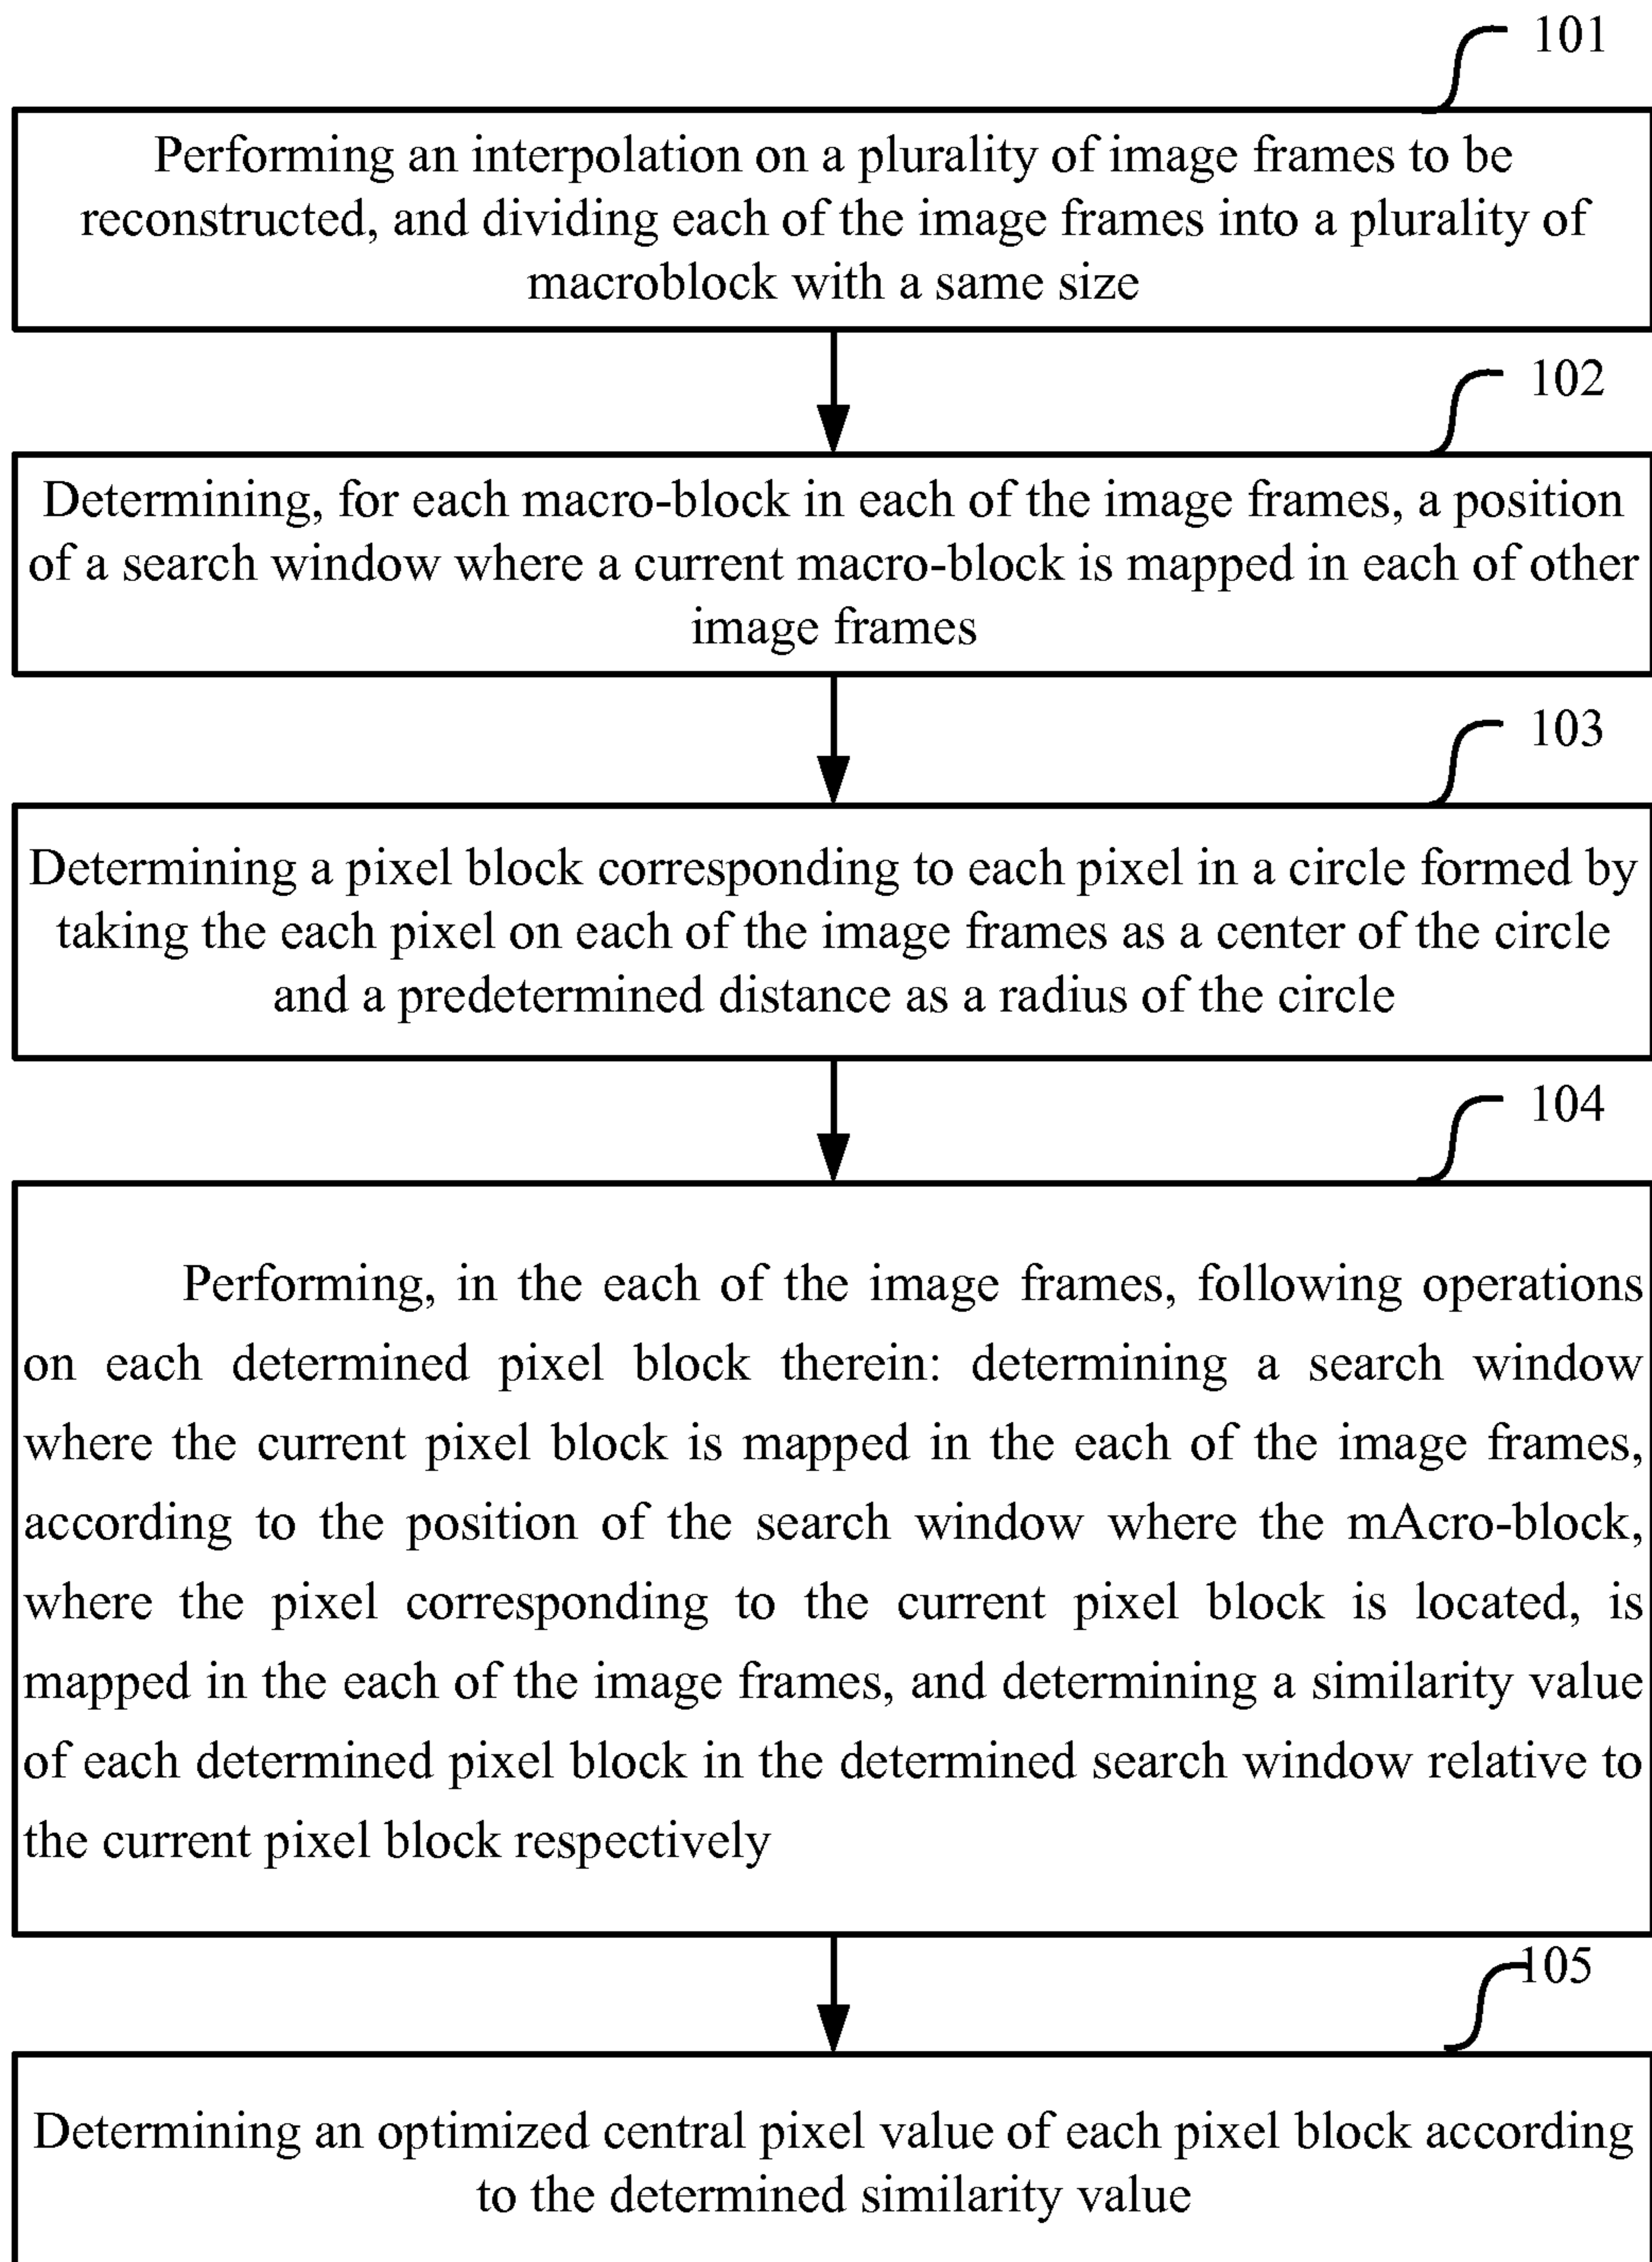 101
Performing an interpolation on a plurality of image frames to be
reconstructed, and dividing each of the image frames into a plurality of
macroblock with a same size
102
Determining, for each macro-block in each of the image frames, a position
of a search window where a current macro-block is mapped in each of other
image frames
103
Determining a pixel block corresponding to each pixel in a circle formed by
taking the each pixel on each of the image frames as a center of the circle
and a predetermined distance as a radius of the circle
104
Performing, in the each of the image frames, following operations
on each determined pixel block therein: determining a search window
where the current pixel block is mapped in the each of the image frames,
according to the position of the search window where the mAcro-block,
where the pixel corresponding to the current pixel block is located, is
mapped in the each of the image frames, and determining a similarity value
of each determined pixel block in the determined search window relative to
the current pixel block respectively
105
Determining an optimized central pixel value of each pixel block according
to the determined similarity value